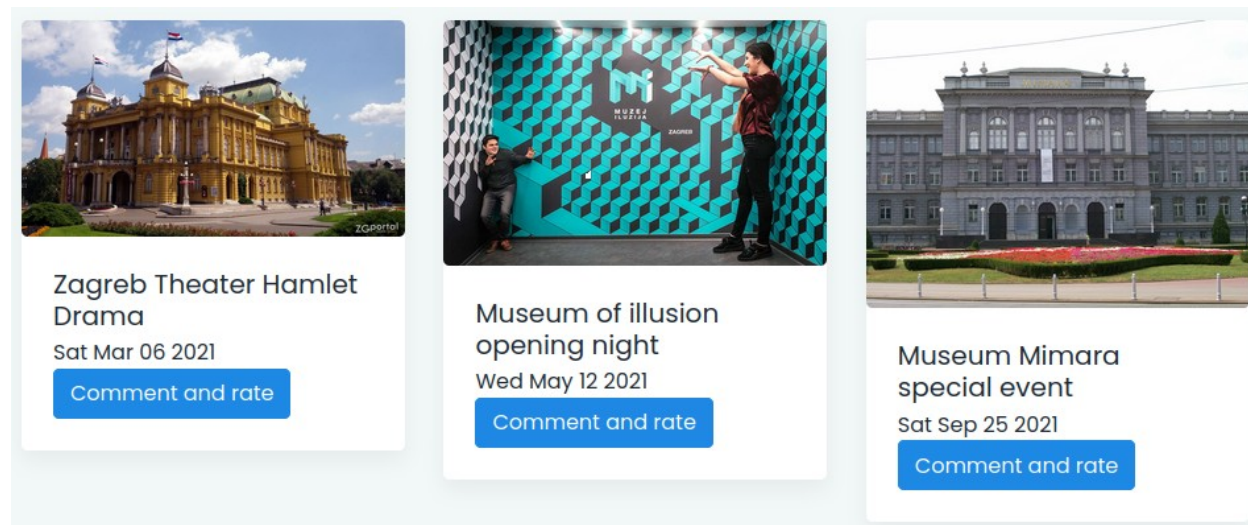 ZGportal
Zagreb Theater Hamlet
Drama
Sat Mar 06 2021
Comment and rate
MUZEJ
ILUZIJA
ZAGREB
Museum of illusion
opening night
Wed May 12 2021
Comment and rate
Museum Mimara
special event
Sat Sep 25 2021
Comment and rate